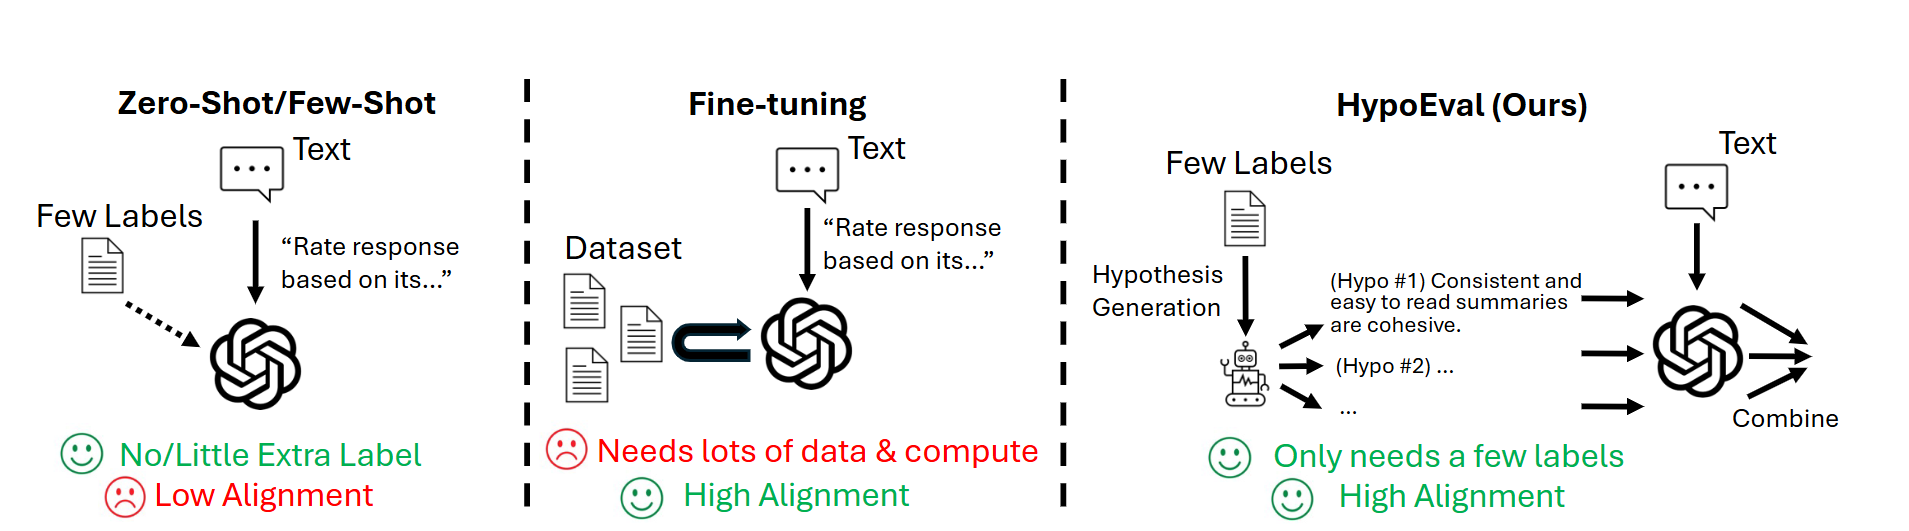 Zero-Shot/Few-Shot
Text
Few Labels
“Rate response
based on its...”
No/Little Extra Label
Low Alignment
Fine-tuning
Text
“Rate response
based on its...”
Dataset
Needs lots of data & compute
High Alignment
HypoEval (Ours)
Few Labels
Text
Hypothesis
Generation
(Hypo #1) Consistent and
easy to read summaries
are cohesive.
(Hypo #2) ...
...
Combine
Only needs a few labels
High Alignment